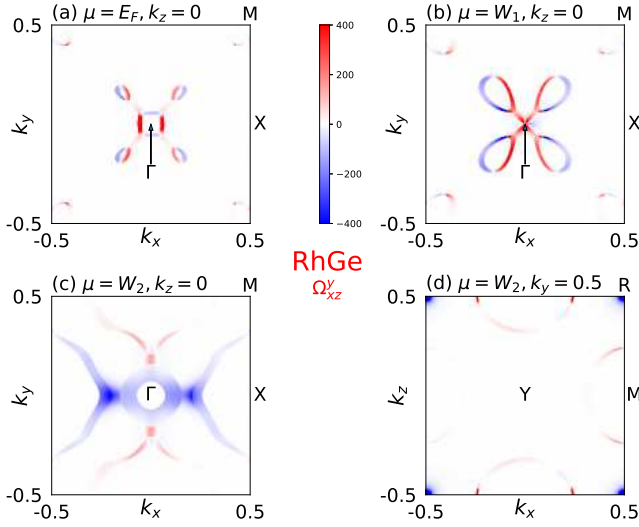 (a) μ = E_F, k_z = 0 M
0.5
k_y
X
Γ
-0.5
-0.5 k_x 0.5
400
200
0
−200
−400
(b) μ = W_1, k_z = 0 M
0.5
k_y
X
Γ
-0.5
-0.5 k_x 0.5
RhGe
Ω^y_{xz}
(c) μ = W_2, k_z = 0 M
0.5
k_y
Γ
X
-0.5
-0.5 k_x 0.5
(d) μ = W_2, k_y = 0.5 R
0.5
k_z
Y
M
-0.5
-0.5 k_x 0.5